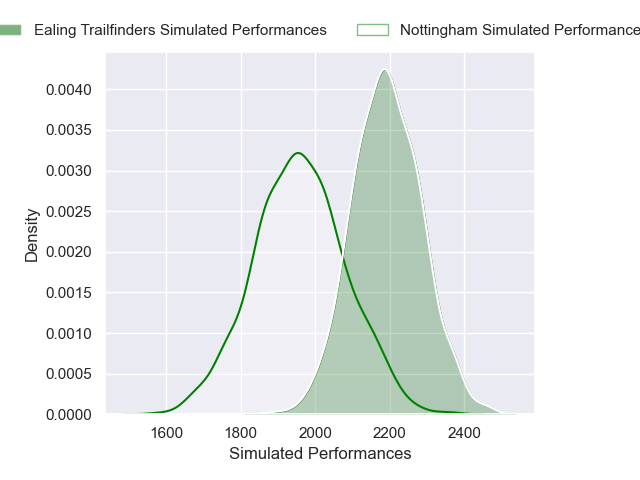 Ealing Trailfinders Simulated Performances Nottingham Simulated Performance
0.0040
0.0035
0.0030
0.0025
0.0020
0.0015
0.0010
0.0005
0.0000
Density
1600 1800 2000 2200 2400
Simulated Performances